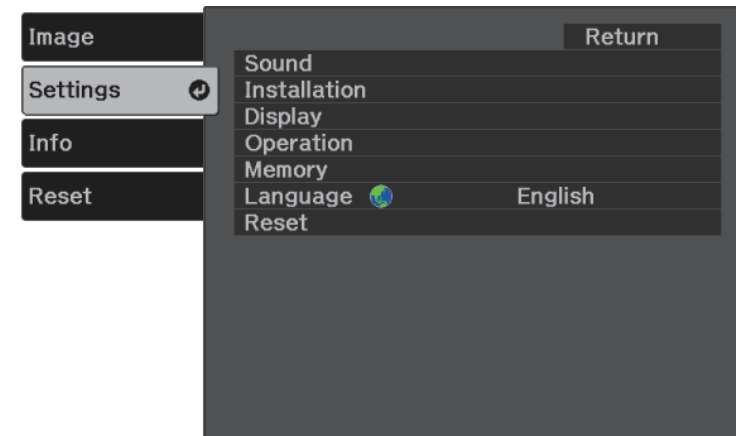 Image
Settings
Info
Reset
Return
Sound
Installation
Display
Operation
Memory
Language English
Reset